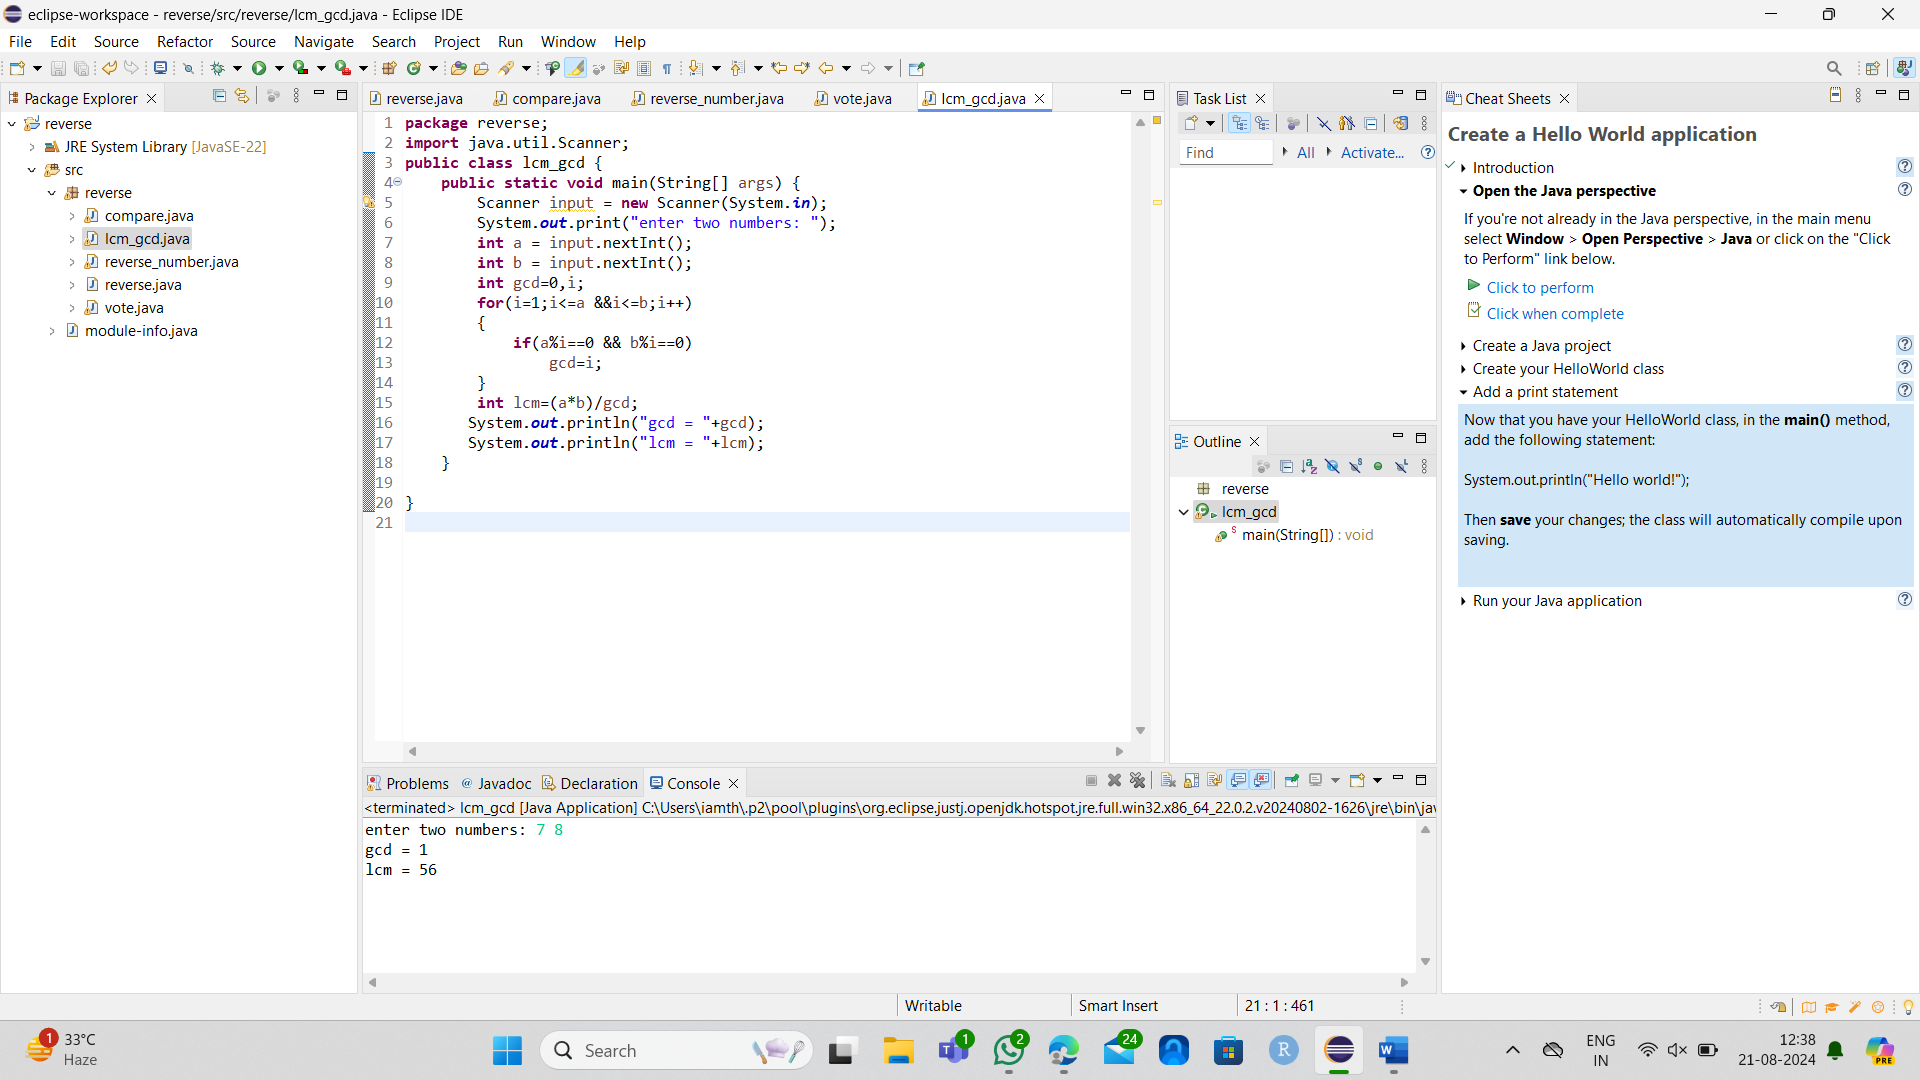 eclipse-workspace - reverse/src/reverse/lcm_gcd.java - Eclipse IDE
File Edit Source Refactor Source Navigate Search Project Run Window Help
Package Explorer
reverse
JRE System Library [JavaSE-22]
src
reverse
compare.java
lcm_gcd.java
reverse_number.java
reverse.java
vote.java
module-info.java
reverse.java compare.java reverse_number.java vote.java lcm_gcd.java
1 package reverse;
2 import java.util.Scanner;
3 public class lcm_gcd {
4 public static void main(String[] args) {
5 Scanner input = new Scanner(System.in);
6 System.out.print("enter two numbers: ");
7 int a = input.nextInt();
8 int b = input.nextInt();
9 int gcd=0,i;
10 for(i=1;i<=a &&i<=b;i++)
11 {
12 if(a%i==0 && b%i==0)
13 gcd=i;
14 }
15 int lcm=(a*b)/gcd;
16 System.out.println("gcd = "+gcd);
17 System.out.println("lcm = "+lcm);
18 }
19
20 }
21
Task List
Find All Activate...
Outline
reverse
lcm_gcd
main(String[]) : void
Cheat Sheets
Create a Hello World application
Introduction
Open the Java perspective
If you're not already in the Java perspective, in the main menu
select Window > Open Perspective > Java or click on the "Click
to Perform" link below.
Click to perform
Click when complete
Create a Java project
Create your HelloWorld class
Add a print statement
Now that you have your HelloWorld class, in the main() method,
add the following statement:
System.out.println("Hello world!");
Then save your changes; the class will automatically compile upon
saving.
Run your Java application
Problems Javadoc Declaration Console
<terminated> lcm_gcd [Java Application] C:\Users\iamth\.p2\pool\plugins\org.eclipse.justj.openjdk.hotspot.jre.full.win32.x86_64_22.0.2.v20240802-1626\jre\bin\jav
enter two numbers: 7 8
gcd = 1
lcm = 56
Writable Smart Insert 21 : 1 : 461
1 33°C
Haze
Search
1
2
24
R
PRE
ENG
IN
12:38
21-08-2024